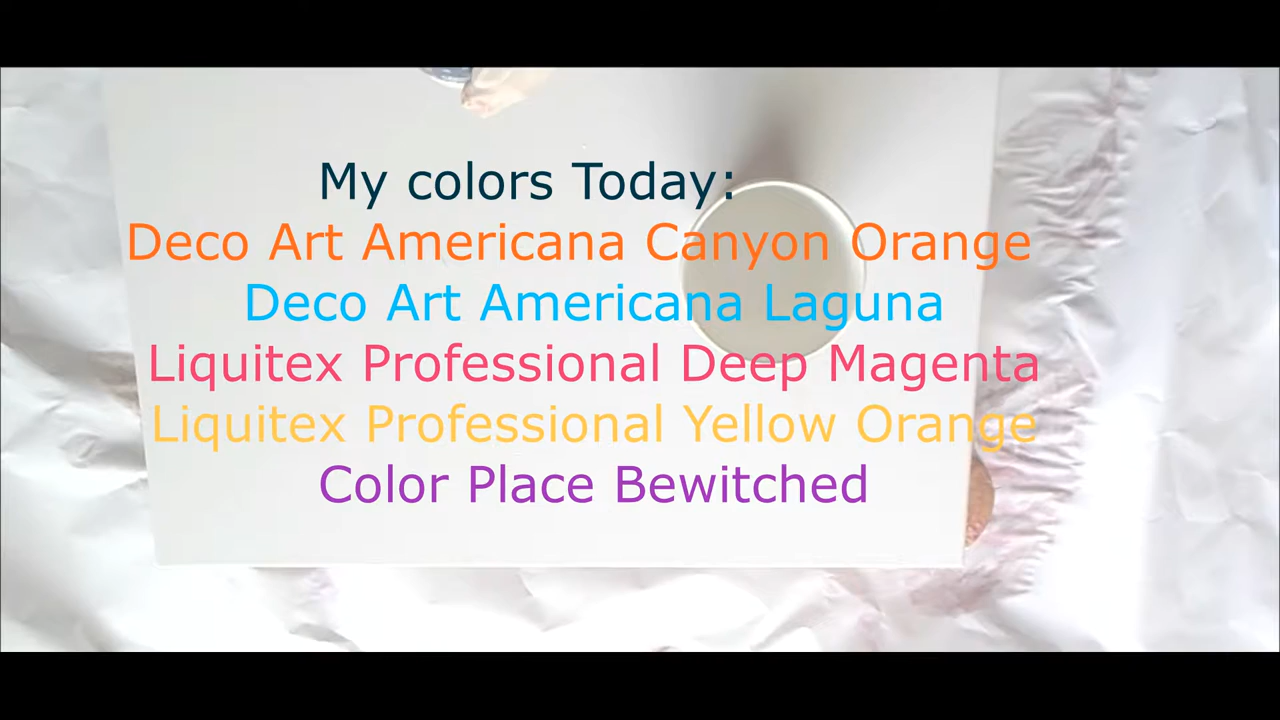 My colors Today:
Deco Art Americana Canyon Orange
Deco Art Americana Laguna
Liquitex Professional Deep Magenta
Liquitex Professional Yellow Orange
Color Place Bewitched